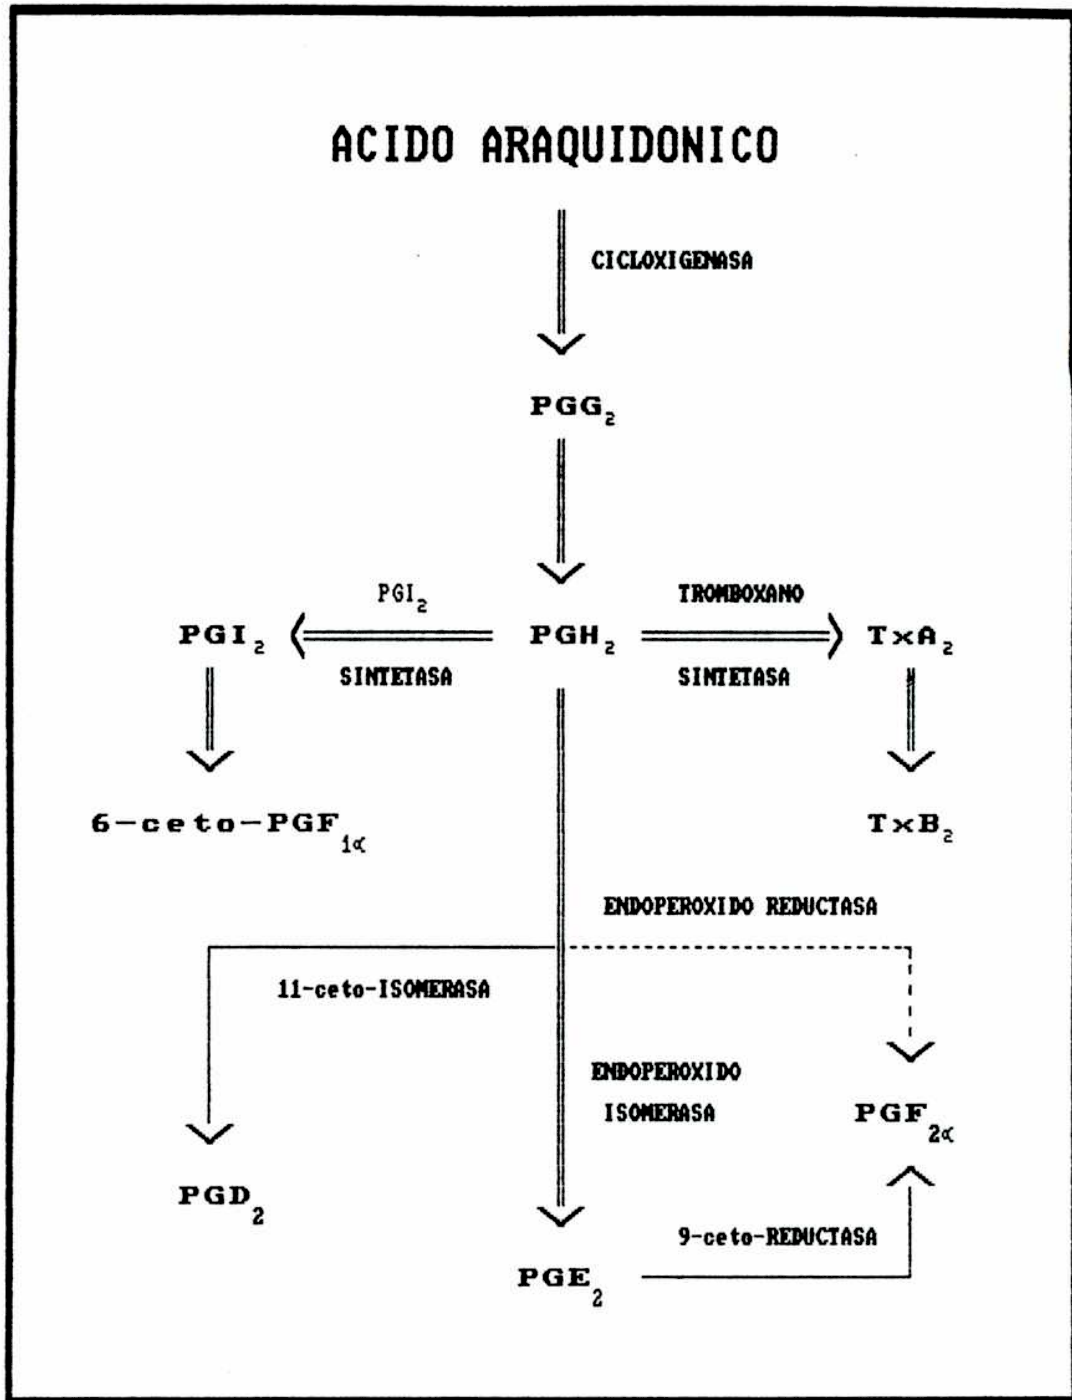 ACIDO ARAQUIDONICO
CICLOXIGENASA
PGG₂
PGH₂
PGI₂
SINTETASA
TROMBOXANO
SINTETASA
PGI₂
TxA₂
6-ceto-PGF₁α
TxB₂
ENDOPEROXIDO REDUCTASA
11-ceto-ISOMERASA
ENDOPEROXIDO
ISOMERASA
PGF₂α
PGD₂
9-ceto-REDUCTASA
PGE₂